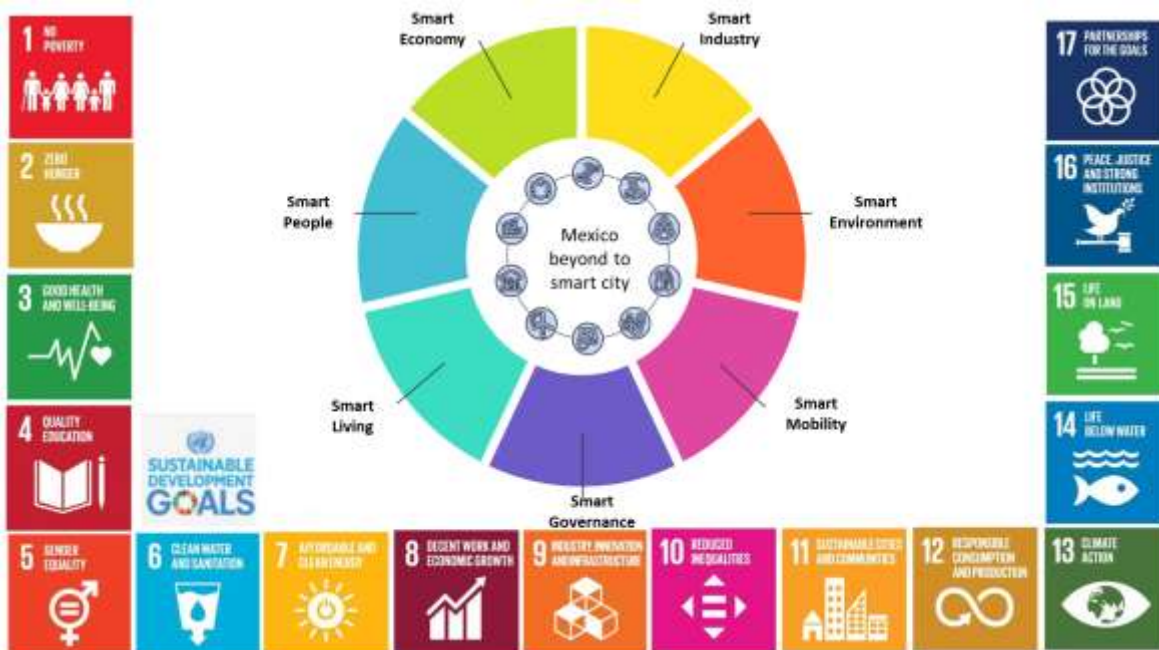 Smart
Economy
Smart
Industry
Smart
People
Smart
Environment
Smart
Living
Smart
Mobility
Smart
Governance
Mexico
beyond to
smart city
1 NO
POVERTY
2 ZERO
HUNGER
3 GOOD HEALTH
AND WELL-BEING
4 QUALITY
EDUCATION
SUSTAINABLE
DEVELOPMENT
GOALS
5 GENDER
EQUALITY
6 CLEAN WATER
AND SANITATION
7 AFFORDABLE AND
CLEAN ENERGY
8 DECENT WORK AND
ECONOMIC GROWTH
9 INDUSTRY, INNOVATION
AND INFRASTRUCTURE
10 REDUCED
INEQUALITIES
11 SUSTAINABLE CITIES
AND COMMUNITIES
12 RESPONSIBLE
CONSUMPTION
AND PRODUCTION
13 CLIMATE
ACTION
14 LIFE
BELOW WATER
15 LIFE
ON LAND
16 PEACE, JUSTICE
AND STRONG
INSTITUTIONS
17 PARTNERSHIPS
FOR THE GOALS